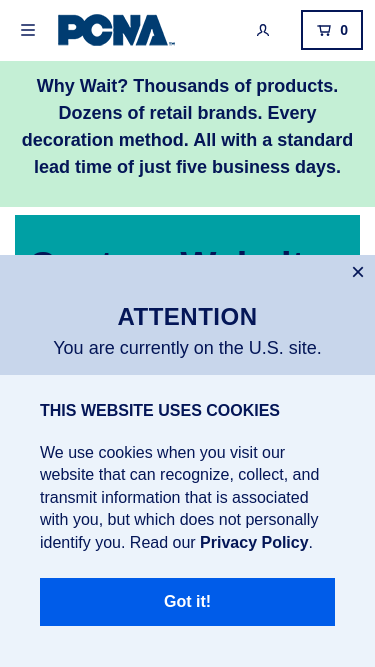 PCNA
0
Why Wait? Thousands of products.
Dozens of retail brands. Every
decoration method. All with a standard
lead time of just five business days.
ATTENTION
You are currently on the U.S. site.
THIS WEBSITE USES COOKIES
We use cookies when you visit our
website that can recognize, collect, and
transmit information that is associated
with you, but which does not personally
identify you. Read our Privacy Policy.
Got it!